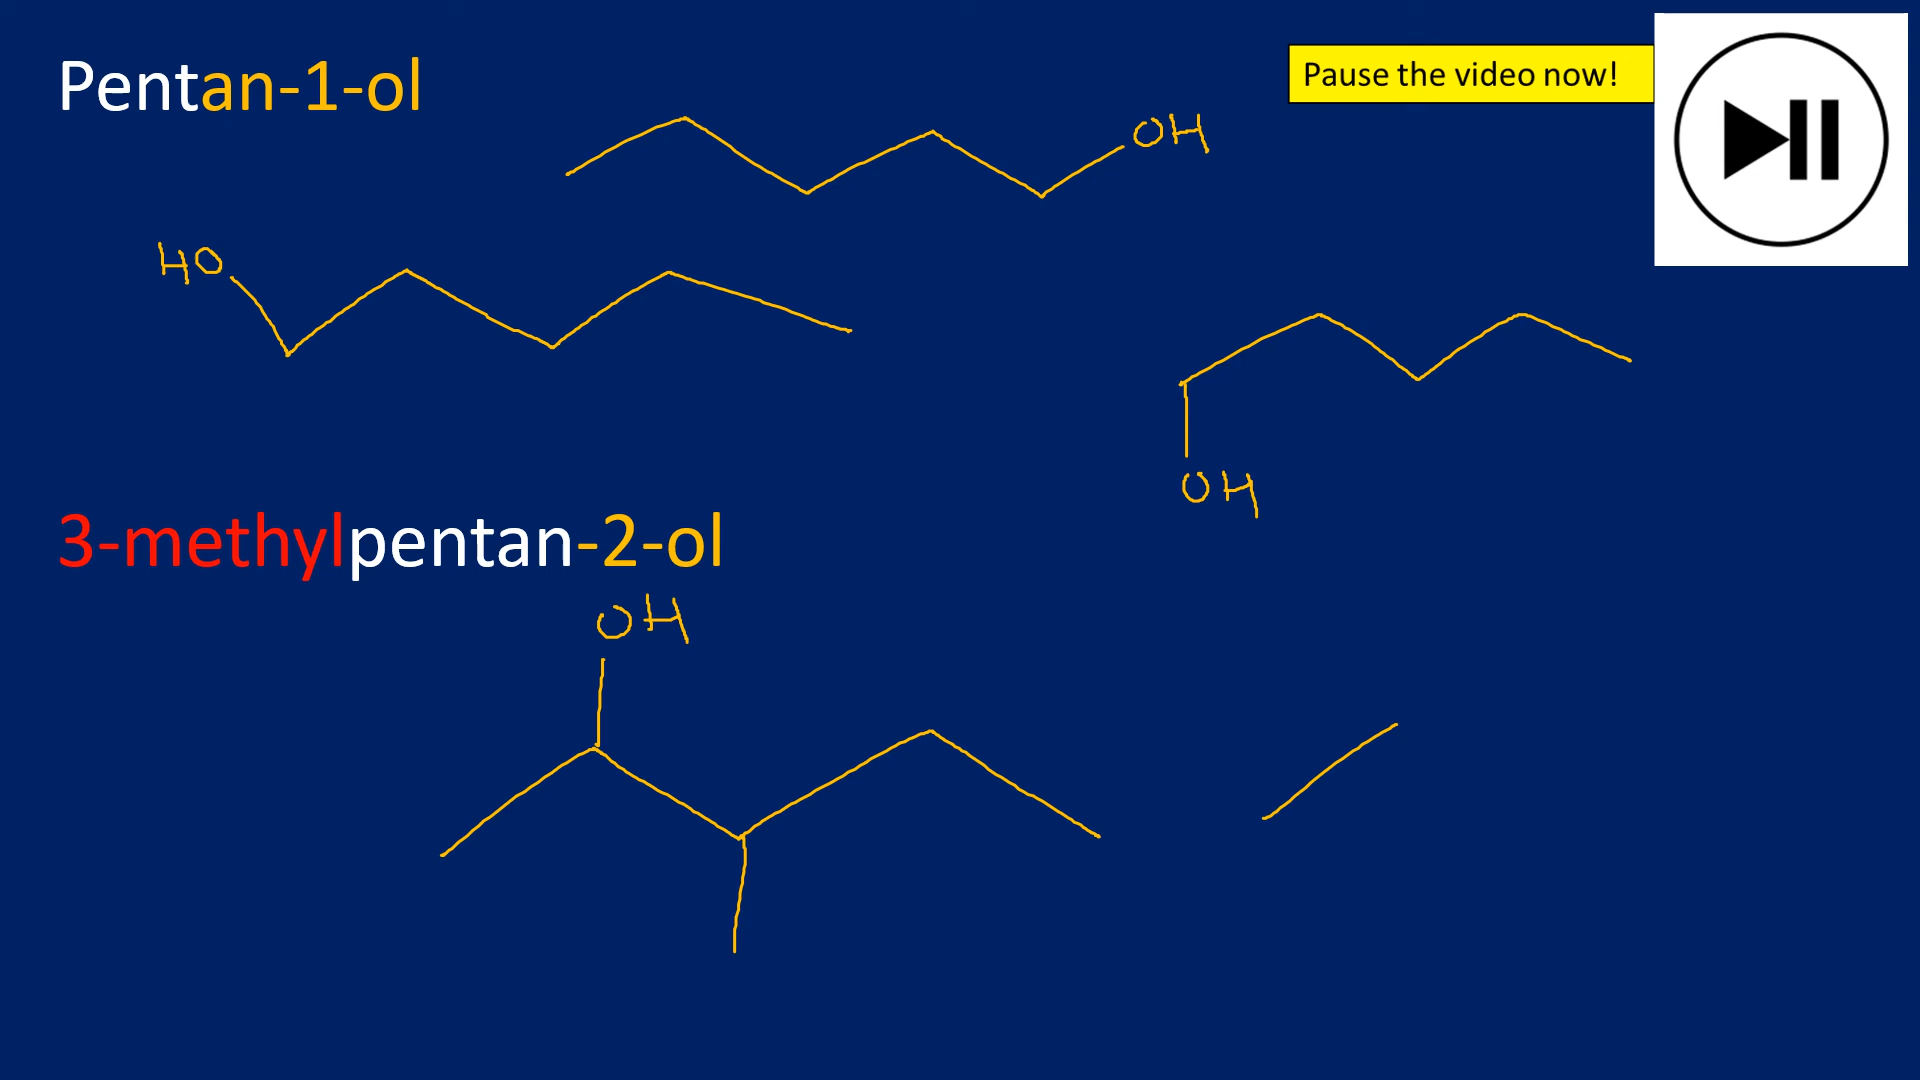 Pentan-1-ol
Pause the video now!
OH
HO
OH
3-methylpentan-2-ol
OH